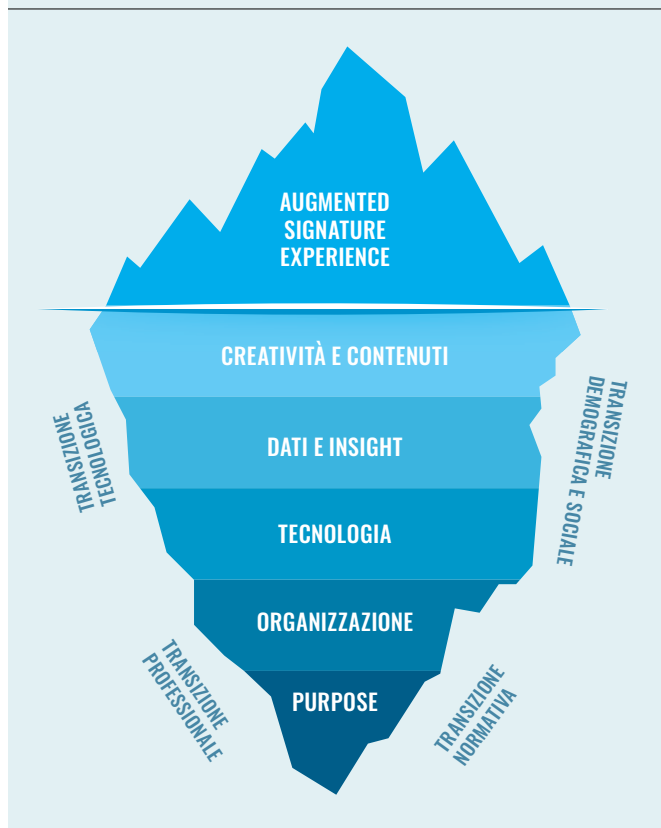 AUGMENTED
SIGNATURE
EXPERIENCE
CREATIVITÀ E CONTENUTI
TRANSIZIONE
TECNOLOGICA
TRANSIZIONE
DEMOGRAFICA E SOCIALE
DATI E INSIGHT
TECNOLOGIA
ORGANIZZAZIONE
TRANSIZIONE
PROFESSIONALE
PURPOSE
TRANSIZIONE
NORMATIVA